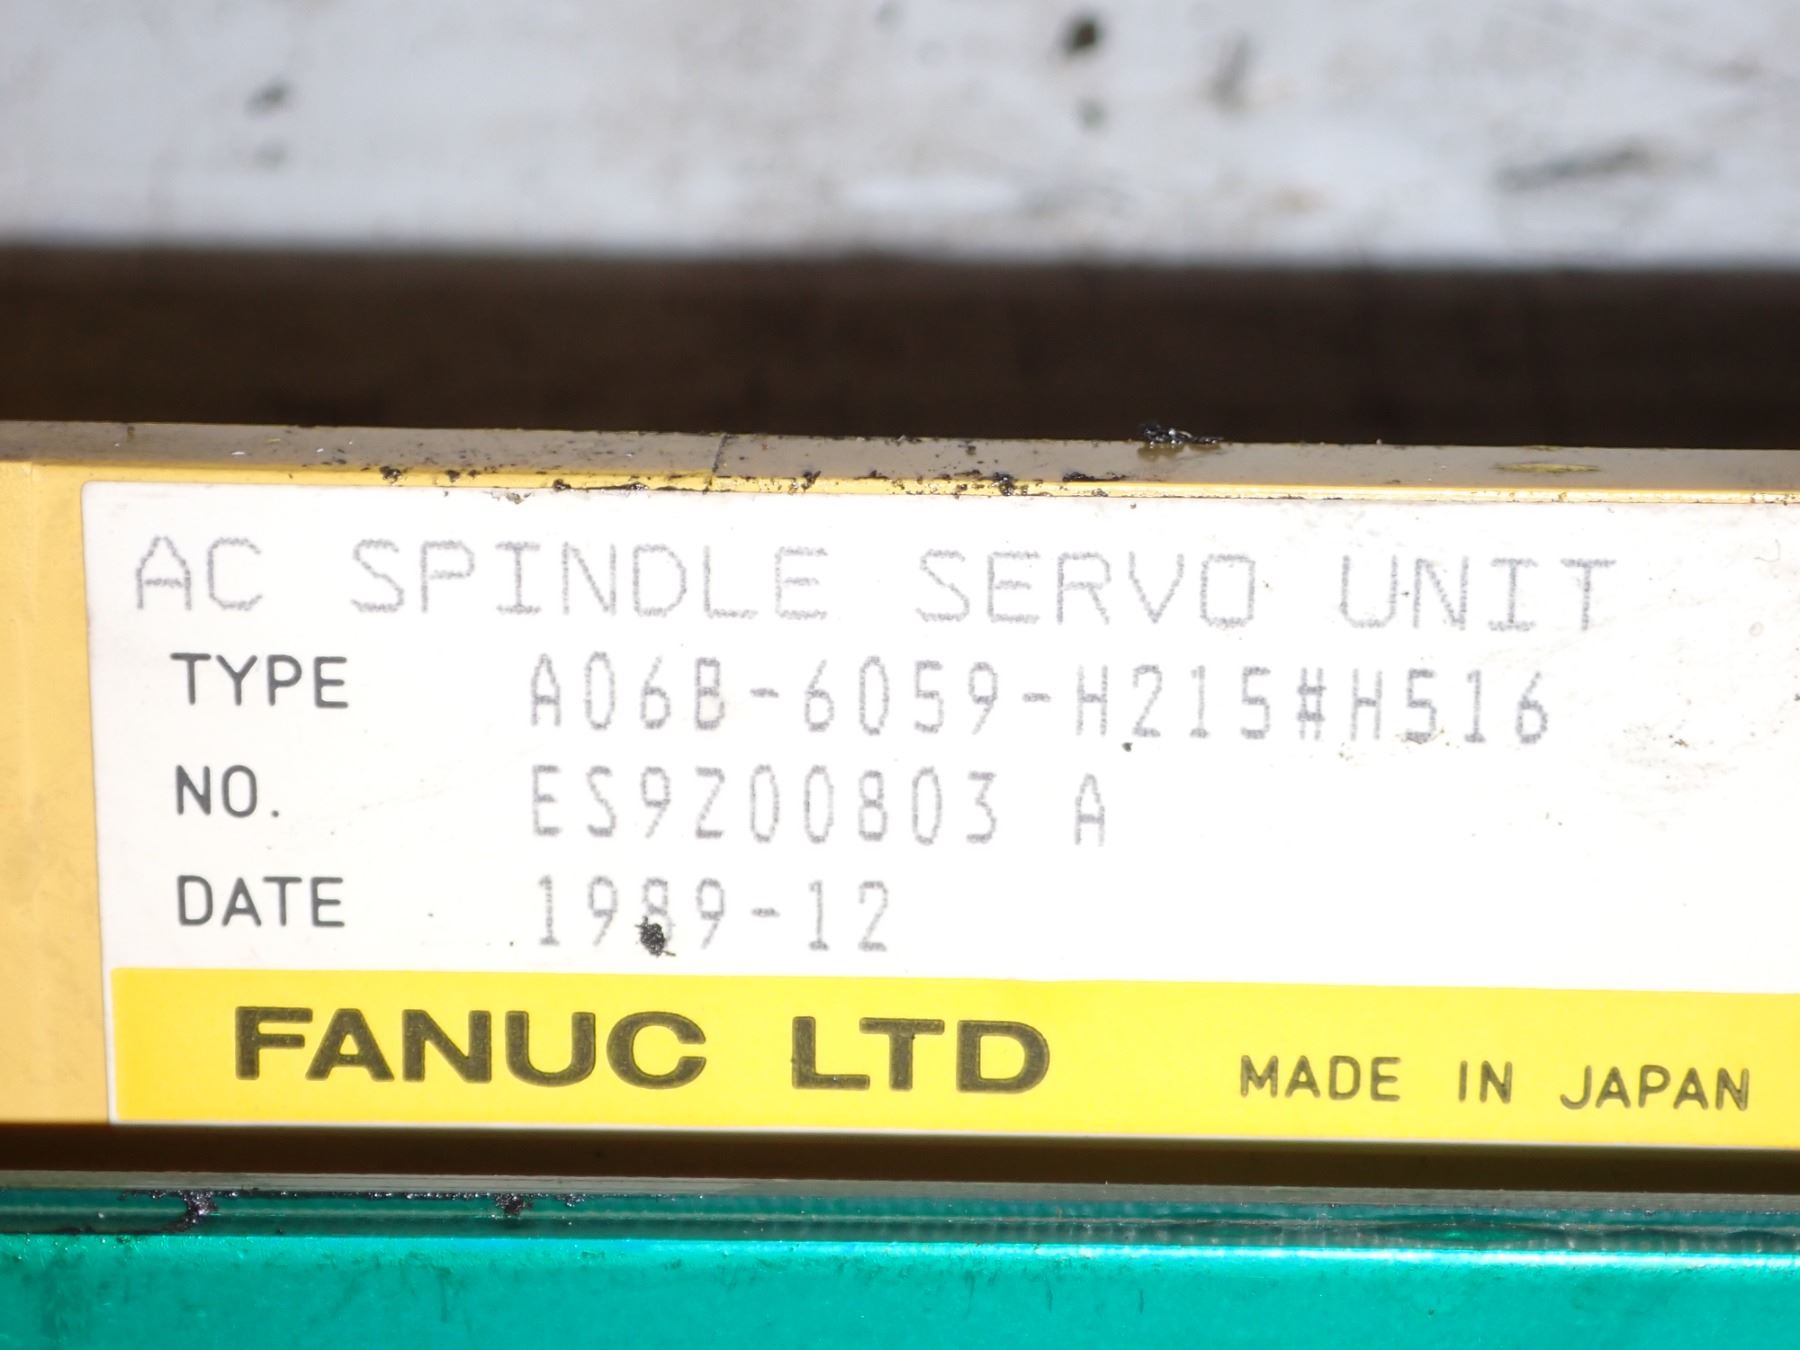 AC SPINDLE SERVO UNIT
TYPE A06B-6059-H215#H516
NO. ES9Z00803 A
DATE 1989-12
FANUC LTD MADE IN JAPAN